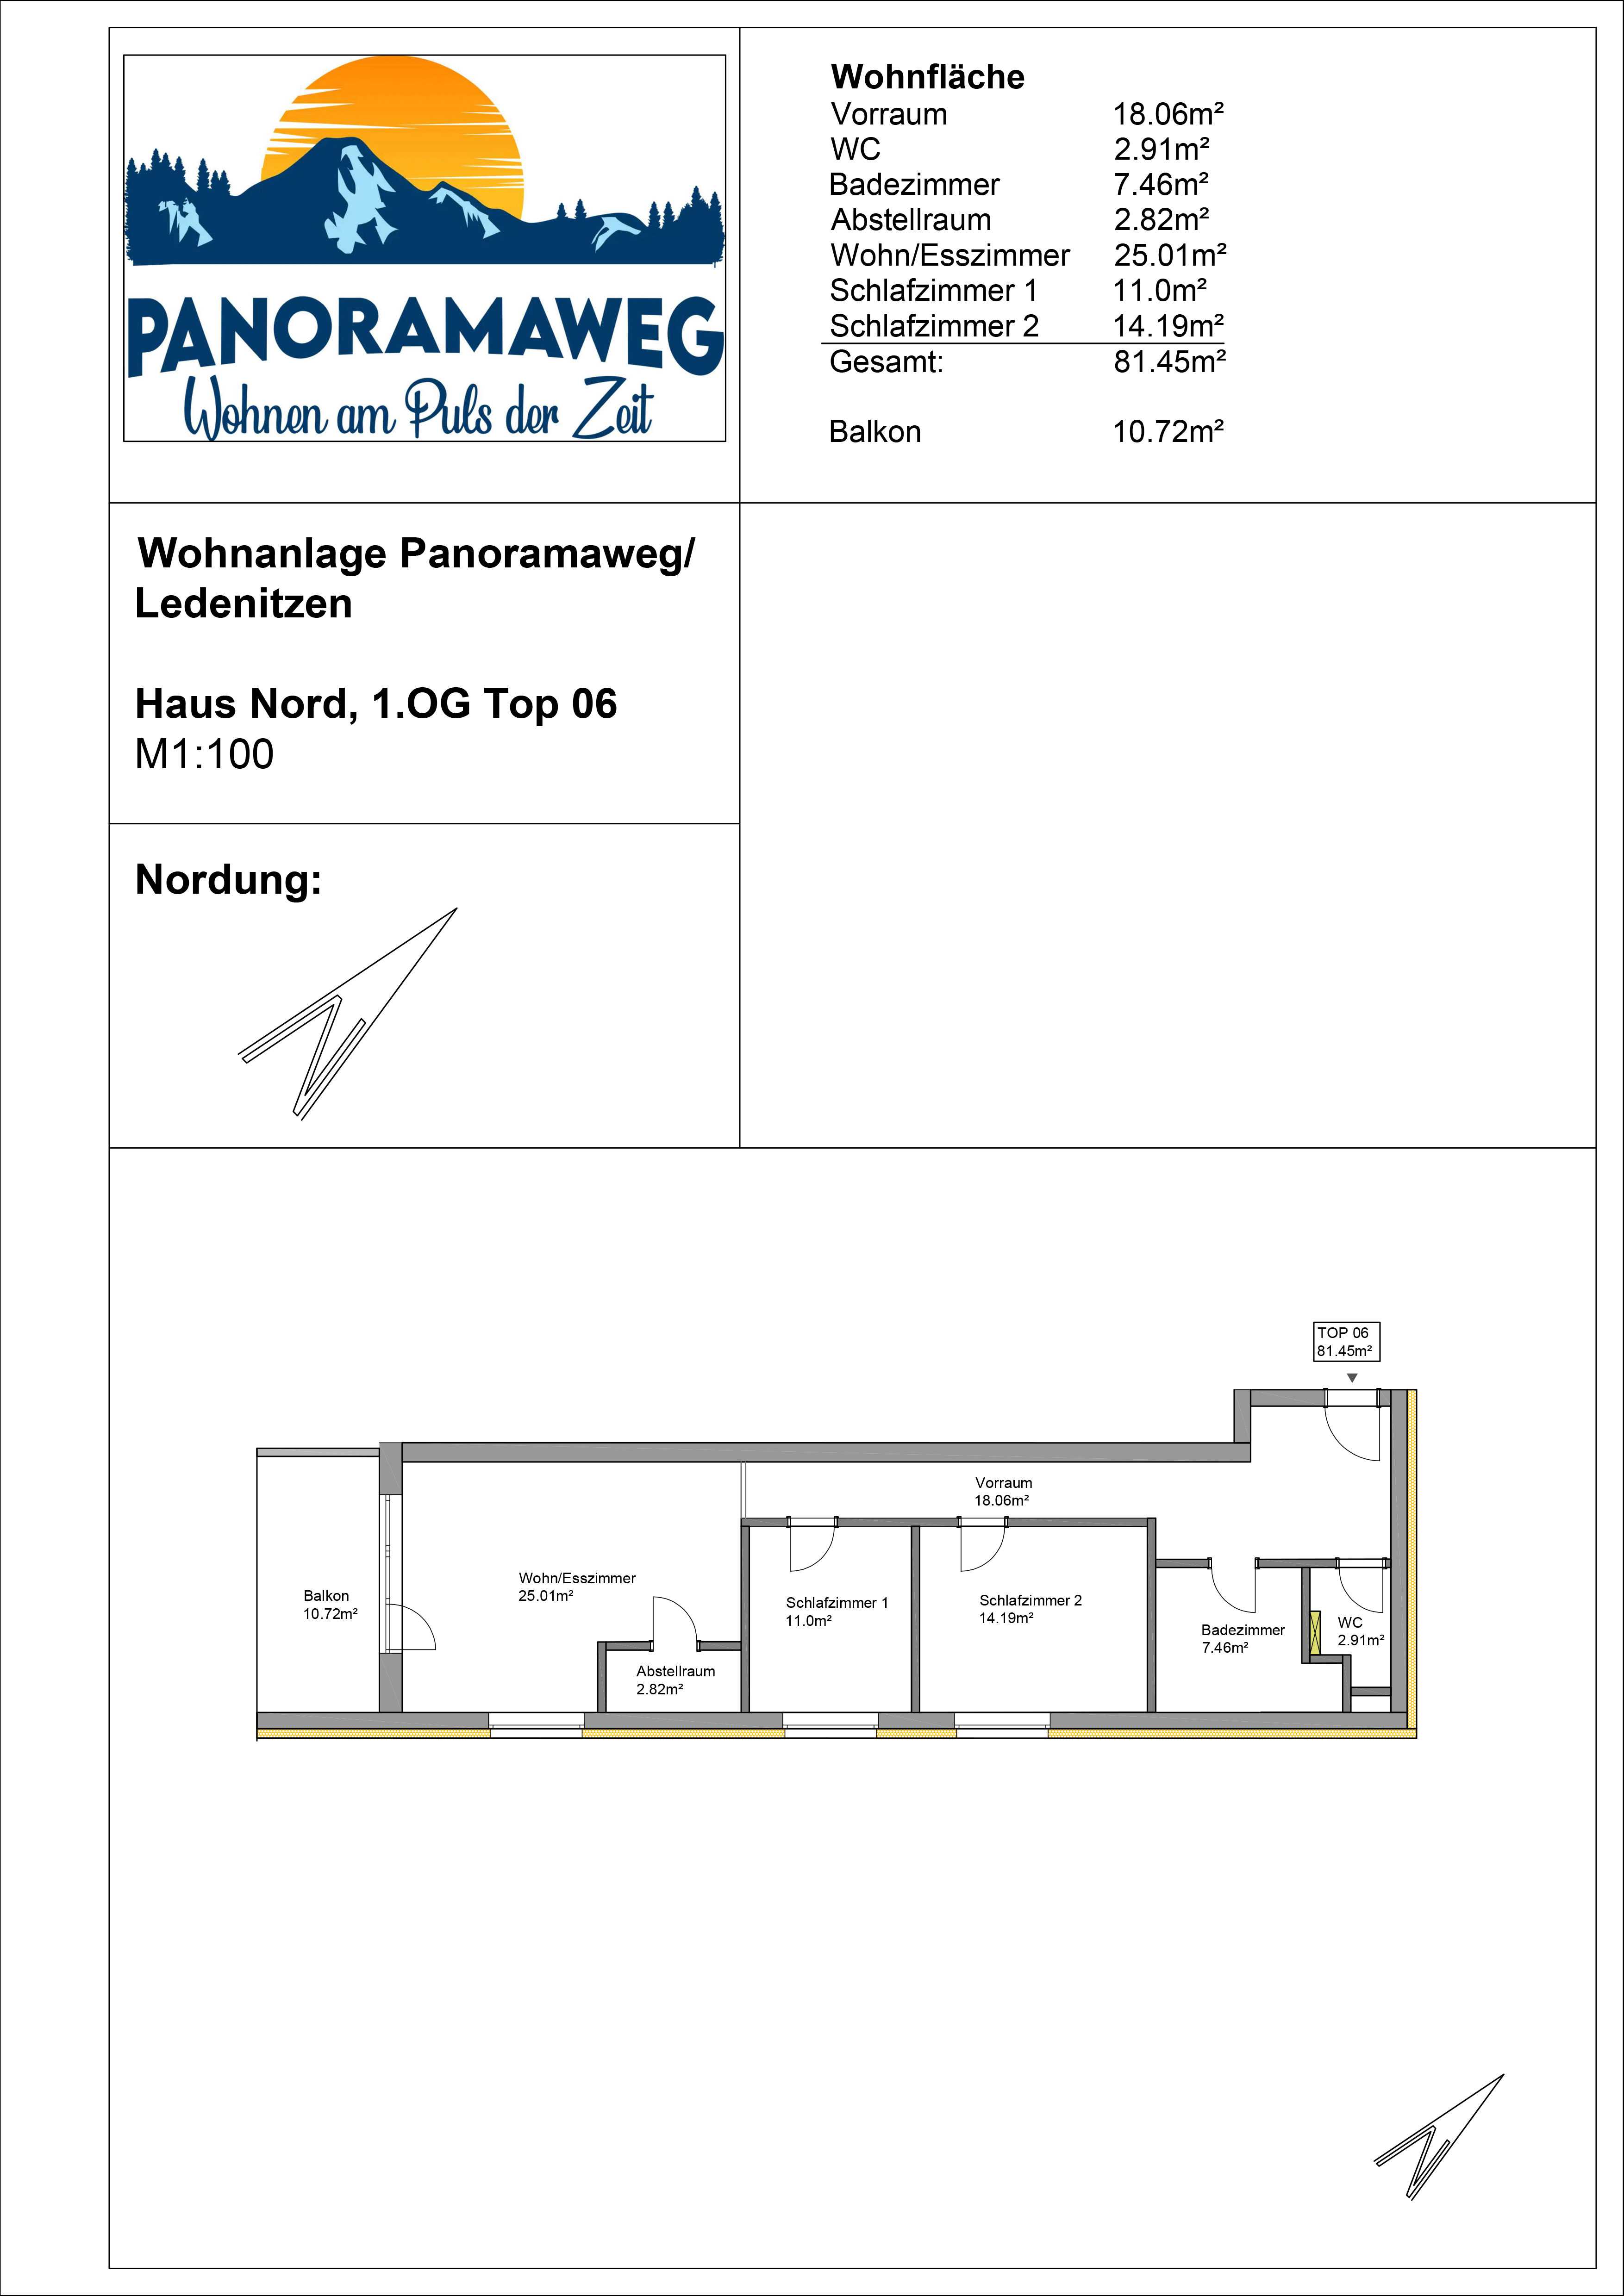 PANORAMAWEG
Wohnen am Puls der Zeit
Wohnfläche
Vorraum 18.06m²
WC 2.91m²
Badezimmer 7.46m²
Abstellraum 2.82m²
Wohn/Esszimmer 25.01m²
Schlafzimmer 1 11.0m²
Schlafzimmer 2 14.19m²
Gesamt: 81.45m²
Balkon 10.72m²
Wohnanlage Panoramaweg/
Ledenitzen
Haus Nord, 1.OG Top 06
M1:100
Nordung:
N
TOP 06
81.45m²
Vorraum
18.06m²
Wohn/Esszimmer
25.01m²
Balkon
10.72m²
Schlafzimmer 1
11.0m²
Schlafzimmer 2
14.19m²
Badezimmer
7.46m²
WC
2.91m²
Abstellraum
2.82m²
N